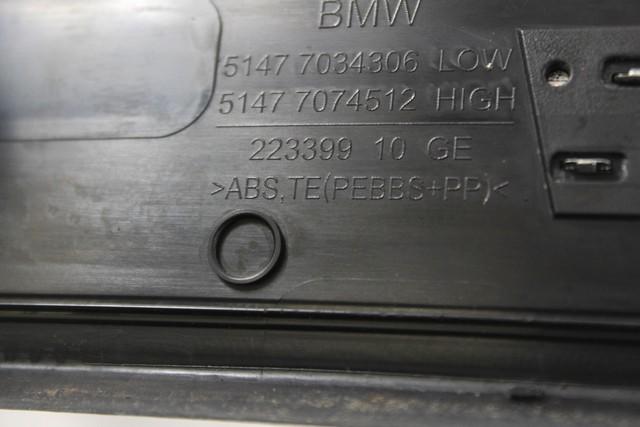 BMW
5147 7034306 LOW
5147 7074512 HIGH
223399 10 GE
>ABS,TE(PEBBS+PP)<